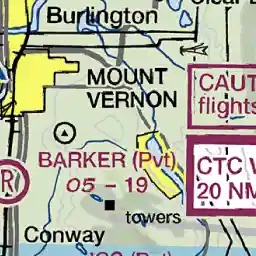 Burlington
MOUNT
VERNON
CAUT
flights
BARKER (Pvt)
05 - 19
R
CTC
20 NM
towers
Conway